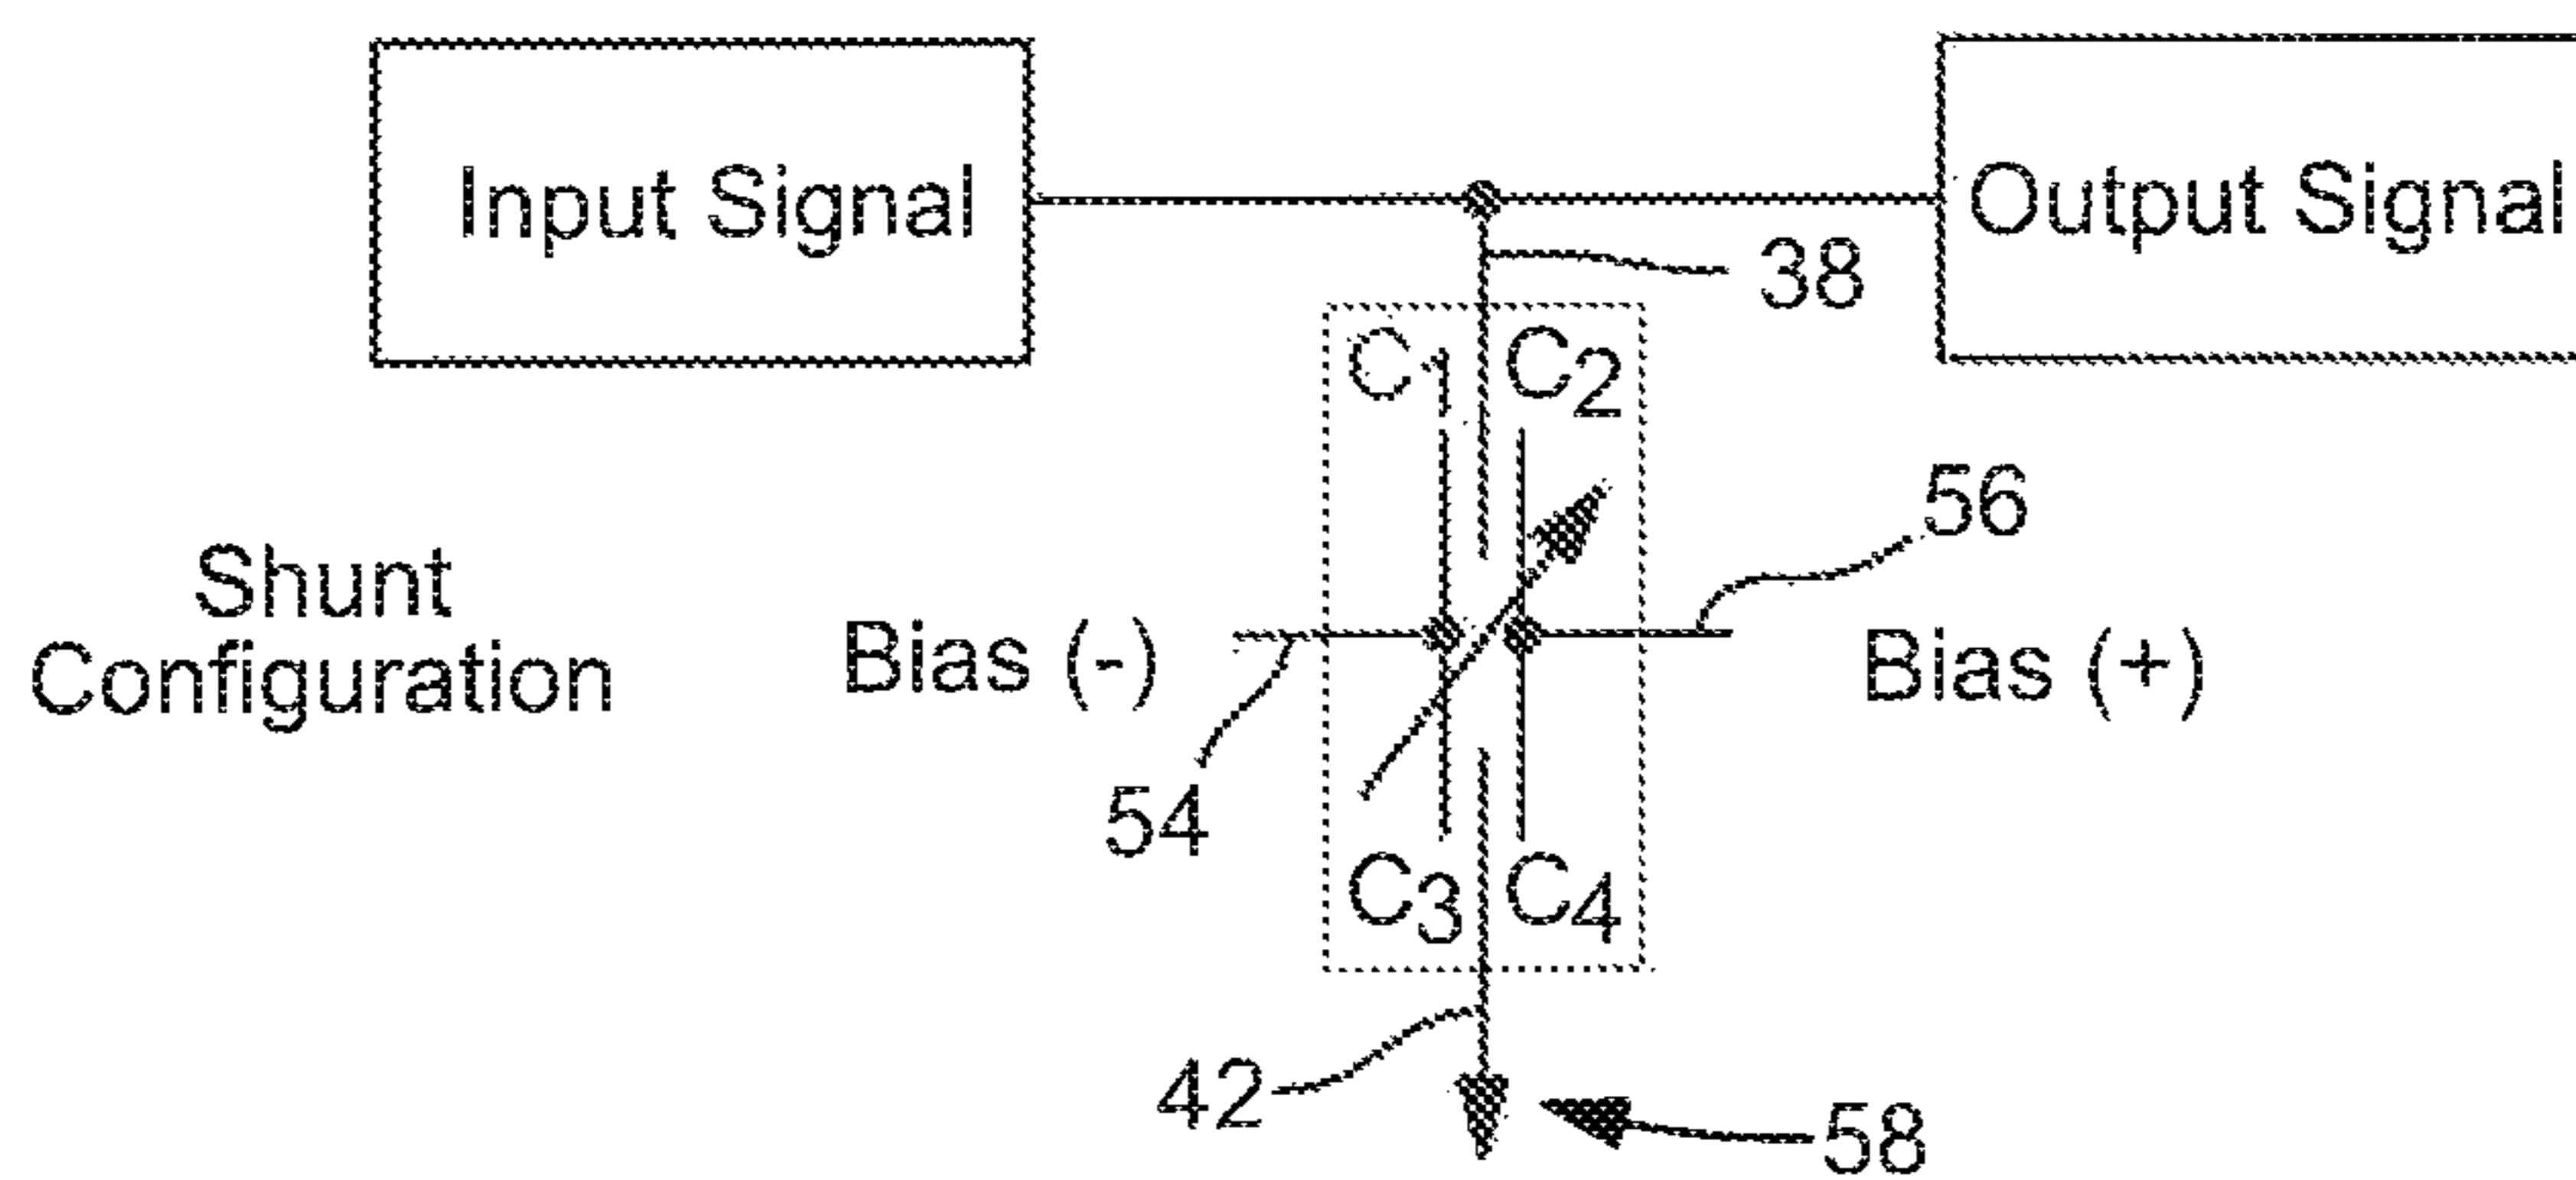 Input Signal
Output Signal
38
C1
C2
56
Shunt
Configuration
Bias (-)
Bias (+)
54
C3
C4
42
58